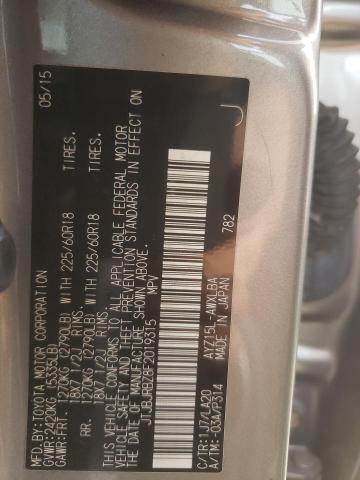 MFD.BY:TOYOTA MOTOR CORPORATION 05/15
GVWR:2420KG (5335LB)
GAWR:FRT. 1270KG (2790LB) WITH 225/60R18 TIRES.
18X7 1/2J RIMS.
RR. 1270KG (2790LB) WITH 225/60R18 TIRES.
18X7 1/2J RIMS.
THIS VEHICLE CONFORMS TO ALL APPLICABLE FEDERAL MOTOR
VEHICLE SAFETY AND THEFT PREVENTION STANDARDS IN EFFECT ON
THE DATE OF MANUFACTURE SHOWN ABOVE.
JTJBJRBZ8F2019315 MPV
J
782
C/TR:1J7/LA20 AYZ15L-AWXLBA
A/TM:-03A/P314 MADE IN JAPAN